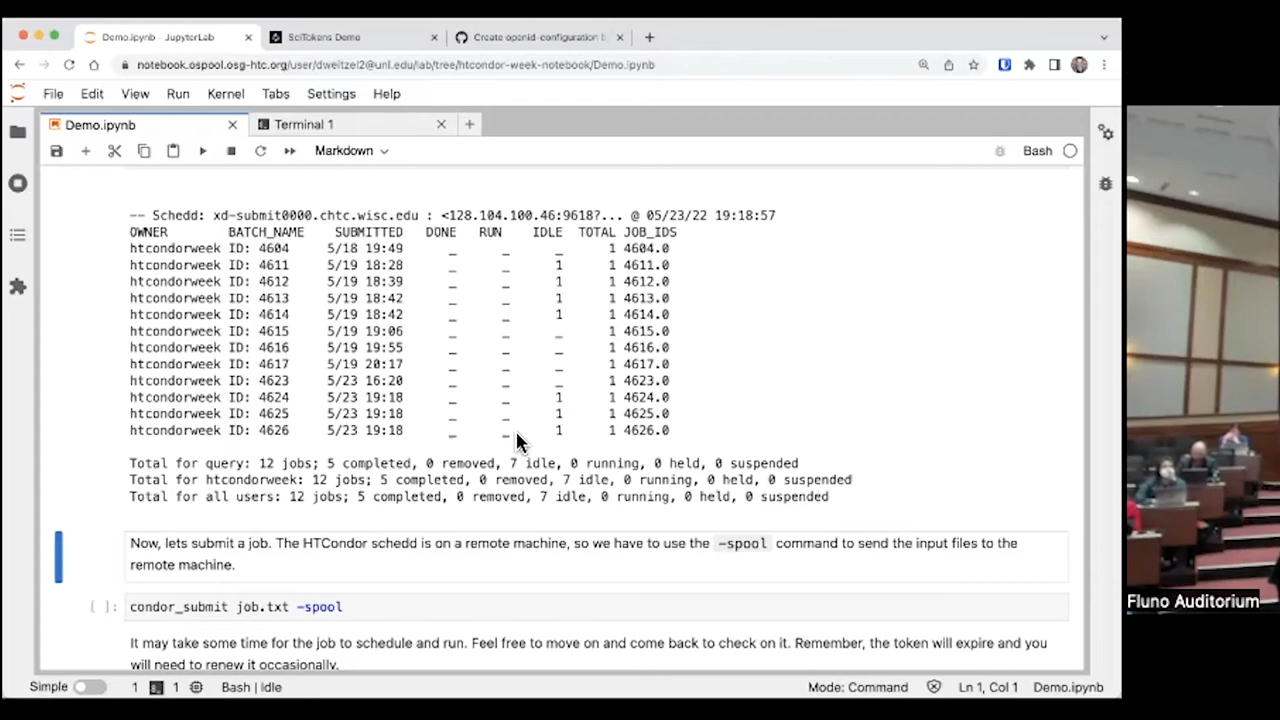 Demo.ipynb - JupyterLab
SciTokens Demo
Create openid-configuration b
notebook.ospool.osg-htc.org/user/dweitzel2@unl.edu/lab/tree/htcondor-week-notebook/Demo.ipynb
File Edit View Run Kernel Tabs Settings Help
Demo.ipynb
Terminal 1
Markdown
Bash
-- Schedd: xd-submit0000.chtc.wisc.edu : <128.104.100.46:9618?... @ 05/23/22 19:18:57
OWNER BATCH_NAME SUBMITTED DONE RUN IDLE TOTAL JOB_IDS
htcondorweek ID: 4604 5/18 19:49 _ _ _ 1 4604.0
htcondorweek ID: 4611 5/19 18:28 _ _ 1 1 4611.0
htcondorweek ID: 4612 5/19 18:39 _ _ 1 1 4612.0
htcondorweek ID: 4613 5/19 18:42 _ _ 1 1 4613.0
htcondorweek ID: 4614 5/19 18:42 _ _ 1 1 4614.0
htcondorweek ID: 4615 5/19 19:06 _ _ _ 1 4615.0
htcondorweek ID: 4616 5/19 19:55 _ _ _ 1 4616.0
htcondorweek ID: 4617 5/19 20:17 _ _ _ 1 4617.0
htcondorweek ID: 4623 5/23 16:20 _ _ _ 1 4623.0
htcondorweek ID: 4624 5/23 19:18 _ _ 1 1 4624.0
htcondorweek ID: 4625 5/23 19:18 _ _ 1 1 4625.0
htcondorweek ID: 4626 5/23 19:18 _ _ 1 1 4626.0
Total for query: 12 jobs; 5 completed, 0 removed, 7 idle, 0 running, 0 held, 0 suspended
Total for htcondorweek: 12 jobs; 5 completed, 0 removed, 7 idle, 0 running, 0 held, 0 suspended
Total for all users: 12 jobs; 5 completed, 0 removed, 7 idle, 0 running, 0 held, 0 suspended
Now, lets submit a job. The HTCondor schedd is on a remote machine, so we have to use the -spool command to send the input files to the
remote machine.
[ ]: condor_submit job.txt -spool
It may take some time for the job to schedule and run. Feel free to move on and come back to check on it. Remember, the token will expire and you
will need to renew it occasionally.
Simple 1 1 Bash | Idle Mode: Command Ln 1, Col 1 Demo.ipynb
Fluno Auditorium